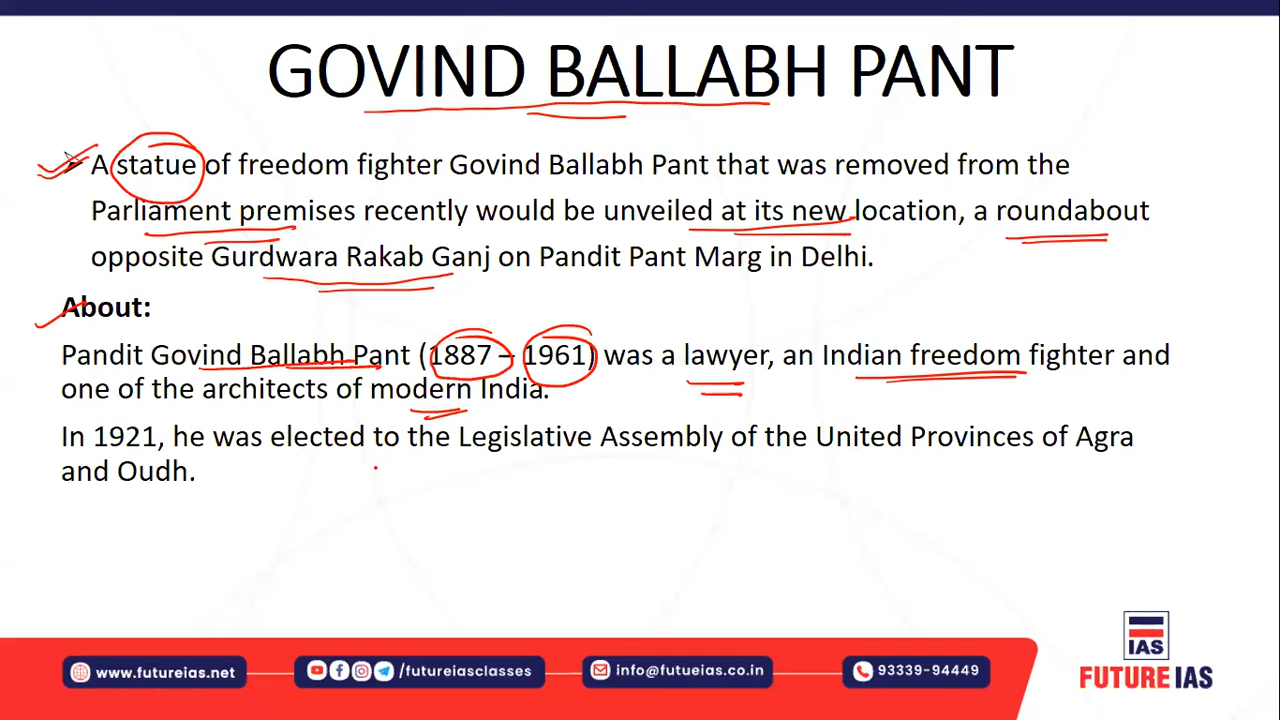 GOVIND BALLABH PANT
A statue of freedom fighter Govind Ballabh Pant that was removed from the
Parliament premises recently would be unveiled at its new location, a roundabout
opposite Gurdwara Rakab Ganj on Pandit Pant Marg in Delhi.
About:
Pandit Govind Ballabh Pant (1887 – 1961) was a lawyer, an Indian freedom fighter and
one of the architects of modern India.
In 1921, he was elected to the Legislative Assembly of the United Provinces of Agra
and Oudh.
www.futureias.net
/futureiasclasses
info@futueias.co.in
93339-94449
IAS
FUTURE IAS